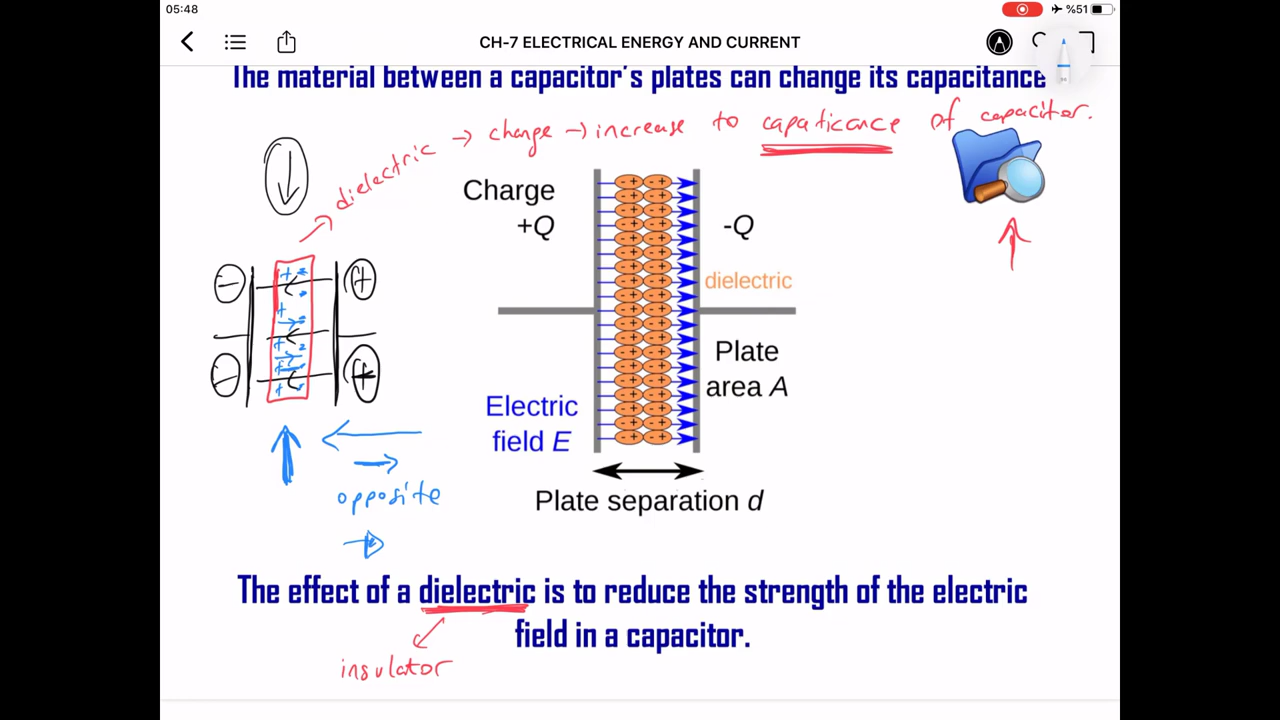 05:48
%51
CH-7 ELECTRICAL ENERGY AND CURRENT
The material between a capacitor's plates can change its capacitance
→ dielectric → change → increase to capaticance of capacitor.
Charge
+Q
-Q
dielectric
Plate
area A
Electric
field E
Plate separation d
opposite
The effect of a dielectric is to reduce the strength of the electric
field in a capacitor.
insulator